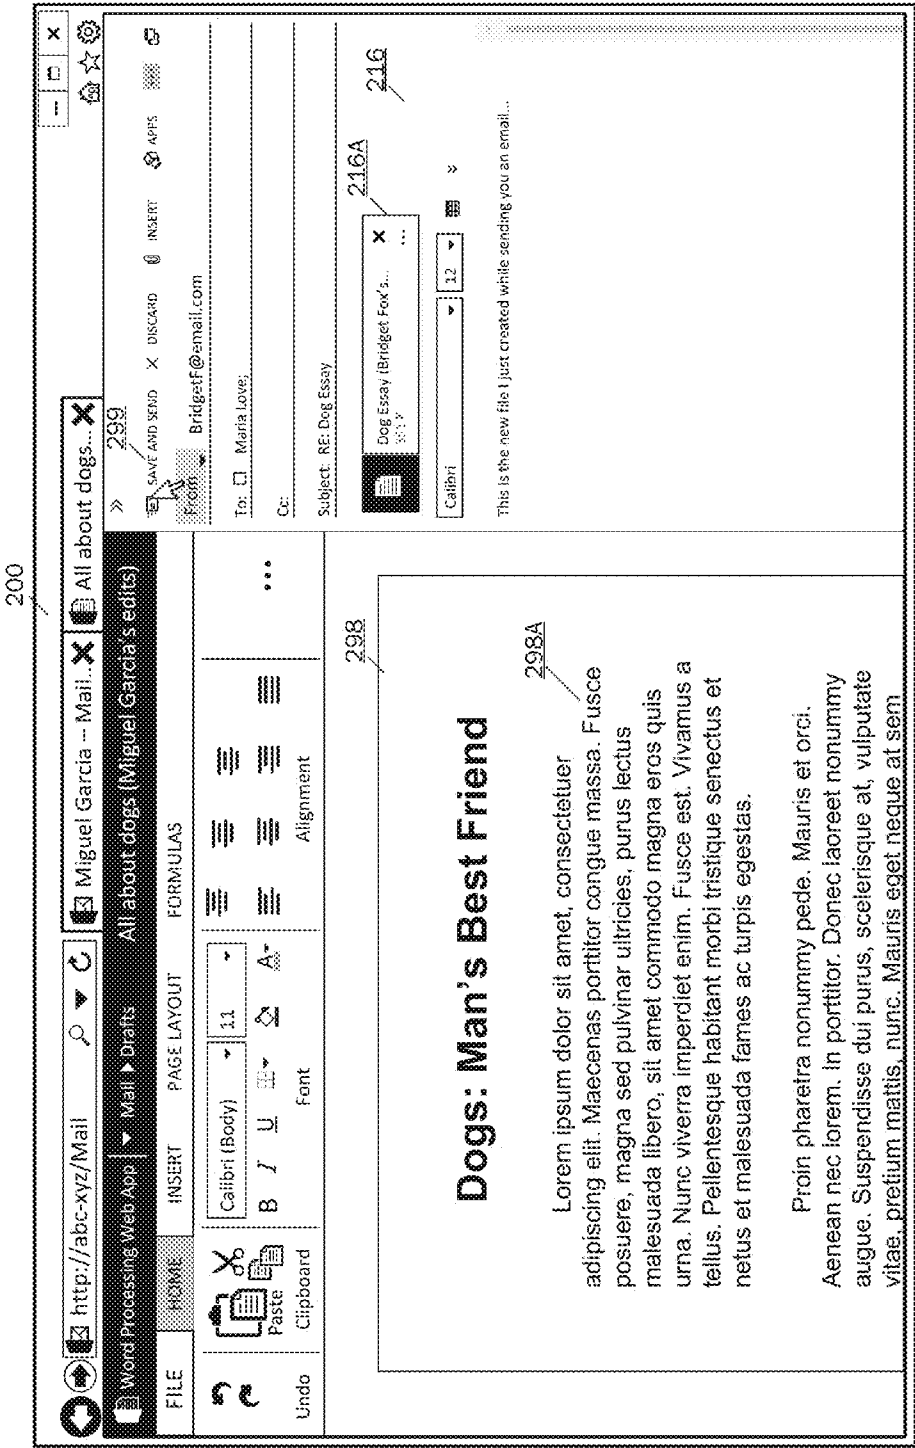 200
http://abc-xyz/Mail
Miguel Garcia – Mail...
All about dogs...
Word Processing Web App
Mail
Drafts
All about dogs (Miguel Garcia's edits)
FILE
HOME
INSERT
PAGE LAYOUT
FORMULAS
Undo
Paste
Clipboard
Calibri (Body)
11
B I U
A
Font
Alignment
...
298
Dogs: Man's Best Friend
298A
Lorem ipsum dolor sit amet, consectetuer
adipiscing elit. Maecenas porttitor congue massa. Fusce
posuere, magna sed pulvinar ultricies, purus lectus
malesuada libero, sit amet commodo magna eros quis
urna. Nunc viverra imperdiet enim. Fusce est. Vivamus a
tellus. Pellentesque habitant morbi tristique senectus et
netus et malesuada fames ac turpis egestas.
Proin pharetra nonummy pede. Mauris et orci.
Aenean nec lorem. In porttitor. Donec laoreet nonummy
augue. Suspendisse dui purus, scelerisque at, vulputate
vitae, pretium mattis, nunc. Mauris eget neque at sem
299
SAVE AND SEND
DISCARD
INSERT
APPS
From
BridgetF@email.com
To:
Maria Love;
Cc:
Subject: RE: Dog Essay
216A
216
Dog Essay (Bridget Fox's...
...
Calibri
12
This is the new file I just created while sending you an email...